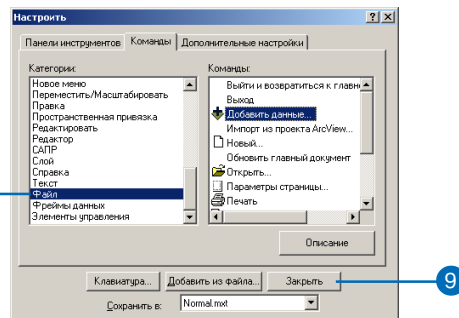 Настроить
Панели инструментов Команды Дополнительные настройки
Категории: Команды:
Новое меню
Переместить/Масштабировать
Правка
Пространственная привязка
Редактировать
Редактор
САПР
Слой
Справка
Текст
Файл
Фреймы данных
Элементы управления
Выйти и возвратиться к
Выход
Добавить данные...
Импорт из проекта ArcView...
Новый...
Обновить главный документ
Открыть...
Параметры страницы...
Печать
Описание
Клавиатура... Добавить из файла... Закрыть
9
Сохранить в: Normal.mxt